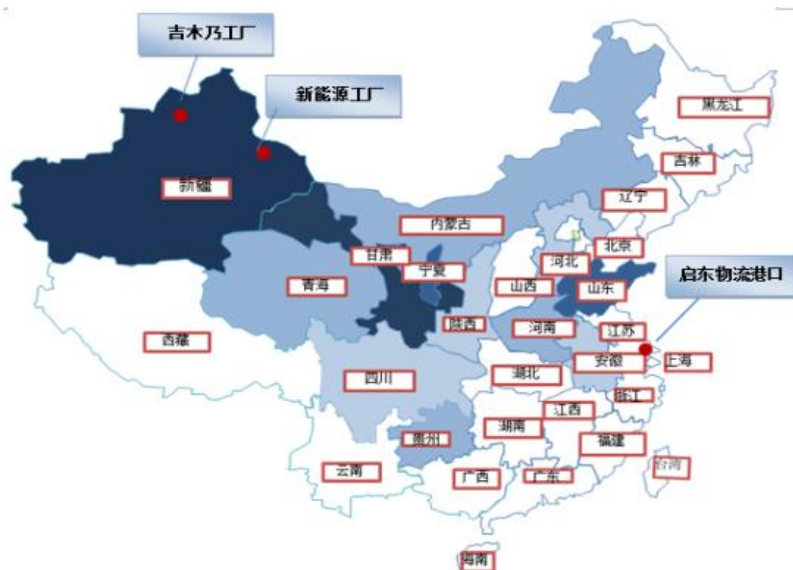 吉木乃工厂
新能源工厂
黑龙江
吉林
新疆
辽宁
内蒙古
北京
甘肃
宁夏
河北
启东物流港口
青海
山西
山东
陕西
河南
江苏
西藏
安徽
上海
四川
湖北
浙江
江西
湖南
贵州
福建
云南
广西
广东
台湾
海南